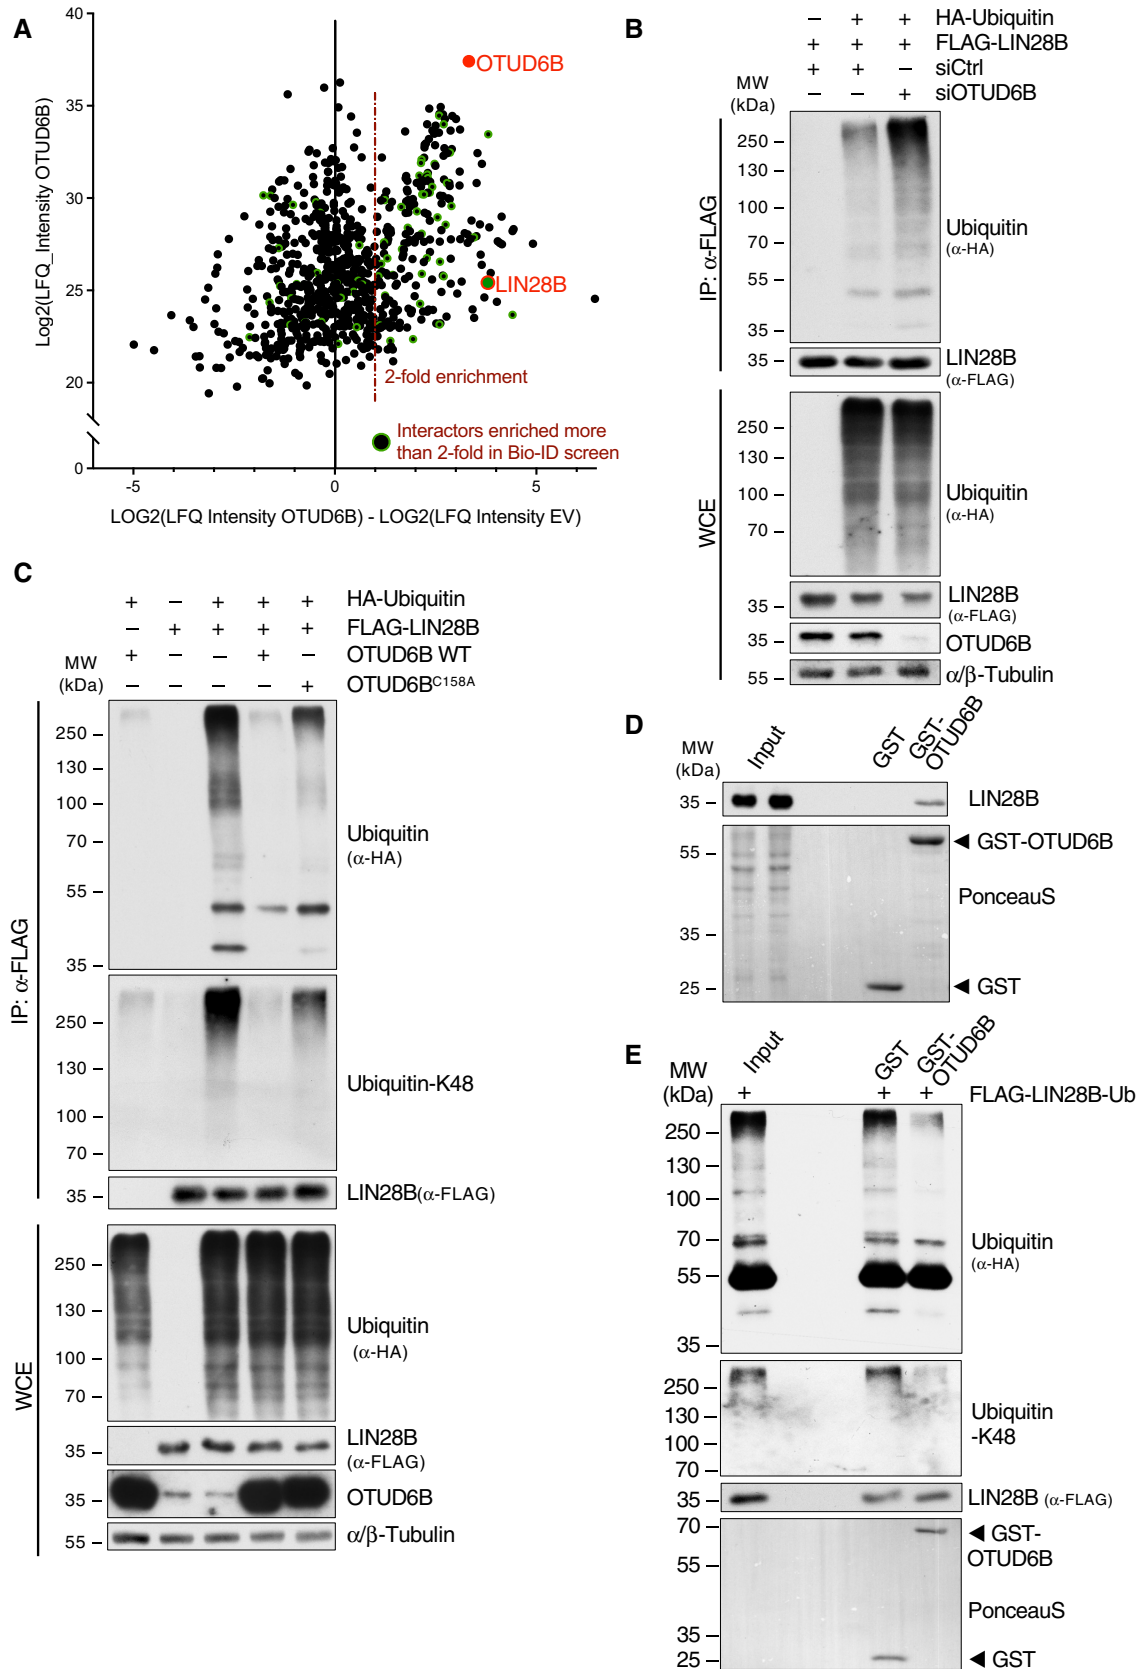 A
40
35
30
25
20
0
-5
0
5
Log2(LFQ_Intensity OTUD6B)
LOG2(LFQ Intensity OTUD6B) - LOG2(LFQ Intensity EV)
OTUD6B
LIN28B
2-fold enrichment
Interactors enriched more
than 2-fold in Bio-ID screen
B
– + + HA-Ubiquitin
+ + + FLAG-LIN28B
+ + – siCtrl
– – + siOTUD6B
MW
(kDa)
IP: α-FLAG
250 –
130 –
100 –
70 –
55 –
35 –
Ubiquitin
(α-HA)
35 –
LIN28B
(α-FLAG)
WCE
250 –
130 –
100 –
70 –
Ubiquitin
(α-HA)
35 –
LIN28B
(α-FLAG)
35 –
OTUD6B
55 –
α/β-Tubulin
C
+ – + + + HA-Ubiquitin
– + + + + FLAG-LIN28B
+ – – + – OTUD6B WT
– – – – + OTUD6B^C158A
MW
(kDa)
IP: α-FLAG
250 –
130 –
100 –
70 –
55 –
35 –
Ubiquitin
(α-HA)
250 –
130 –
100 –
70 –
Ubiquitin-K48
35 –
LIN28B(α-FLAG)
WCE
250 –
130 –
100 –
70 –
Ubiquitin
(α-HA)
35 –
LIN28B
(α-FLAG)
35 –
OTUD6B
55 –
α/β-Tubulin
D
MW
(kDa)
Input
GST
GST-
OTUD6B
35 –
LIN28B
55 –
35 –
25 –
GST-OTUD6B
PonceauS
GST
E
MW
(kDa)
Input
GST
GST-
OTUD6B
+ + + FLAG-LIN28B-Ub
250 –
130 –
100 –
70 –
55 –
35 –
Ubiquitin
(α-HA)
250 –
130 –
100 –
70 –
Ubiquitin
-K48
35 –
LIN28B (α-FLAG)
70 –
55 –
35 –
25 –
GST-
OTUD6B
PonceauS
GST